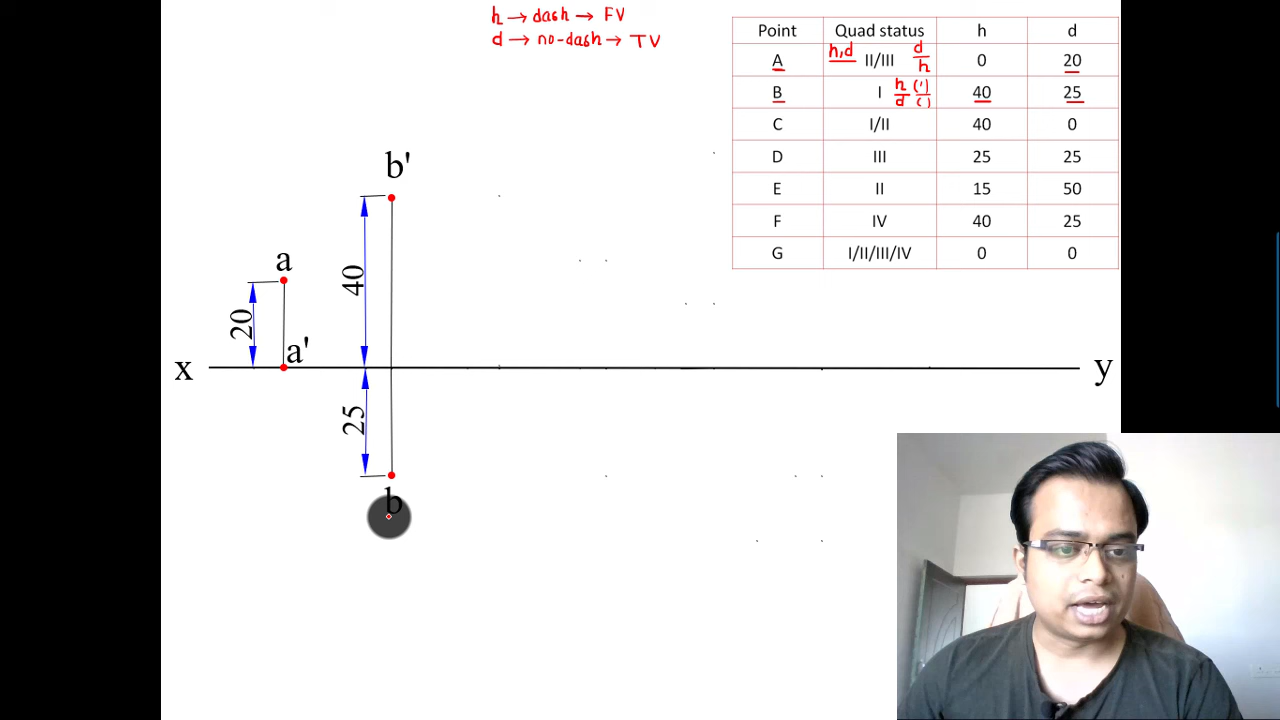 h → dash → FV
d → no-dash → TV
Point Quad status h d
A h,d II/III d/h 0 20
B I h/d (')/( ) 40 25
C I/II 40 0
D III 25 25
E II 15 50
F IV 40 25
G I/II/III/IV 0 0
b'
a
40
20
a'
x y
25
b